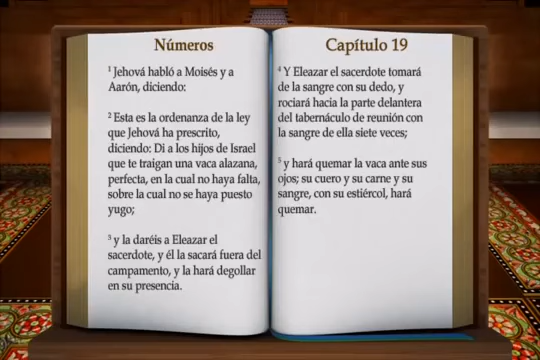 Números
¹ Jehová habló a Moisés y a
Aarón, diciendo:
² Esta es la ordenanza de la ley
que Jehová ha prescrito,
diciendo: Di a los hijos de Israel
que te traigan una vaca alazana,
perfecta, en la cual no haya falta,
sobre la cual no se haya puesto
yugo;
³ y la daréis a Eleazar el
sacerdote, y él la sacará fuera del
campamento, y la hará degollar
en su presencia.
Capítulo 19
⁴ Y Eleazar el sacerdote tomará
de la sangre con su dedo, y
rociará hacia la parte delantera
del tabernáculo de reunión con
la sangre de ella siete veces;
⁵ y hará quemar la vaca ante sus
ojos; su cuero y su carne y su
sangre, con su estiércol, hará
quemar.